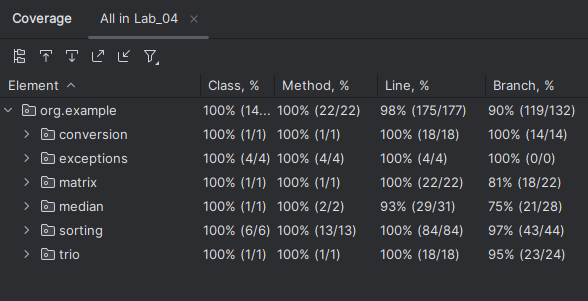 Coverage All in Lab_04 ×
Element Class, % Method, % Line, % Branch, %
org.example 100% (14... 100% (22/22) 98% (175/177) 90% (119/132)
conversion 100% (1/1) 100% (1/1) 100% (18/18) 100% (14/14)
exceptions 100% (4/4) 100% (4/4) 100% (4/4) 100% (0/0)
matrix 100% (1/1) 100% (1/1) 100% (22/22) 81% (18/22)
median 100% (1/1) 100% (2/2) 93% (29/31) 75% (21/28)
sorting 100% (6/6) 100% (13/13) 100% (84/84) 97% (43/44)
trio 100% (1/1) 100% (1/1) 100% (18/18) 95% (23/24)